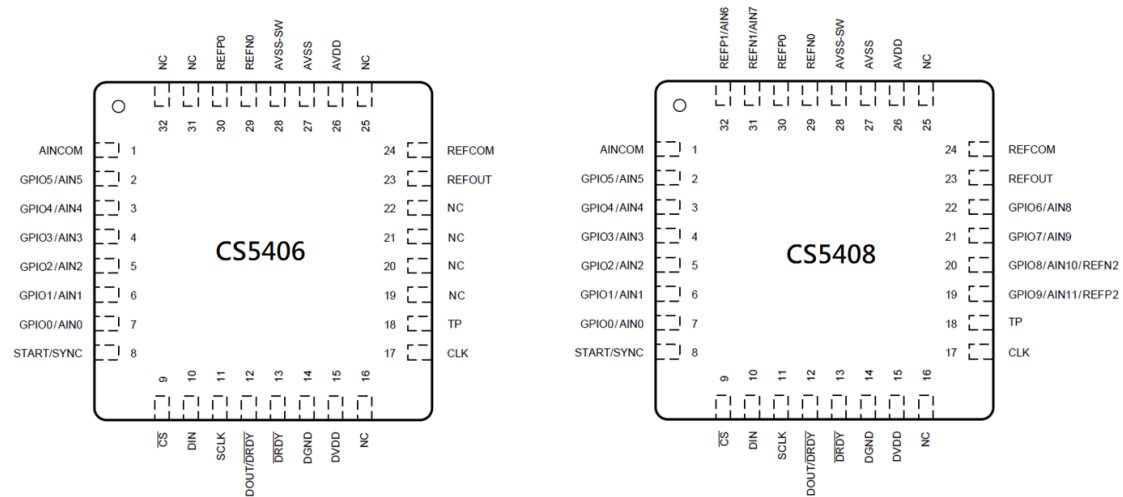 NC
NC
REFP0
REFN0
AVSS-SW
AVSS
AVDD
NC
32
31
30
29
28
27
26
25
AINCOM 1
GPIO5/AIN5 2
GPIO4/AIN4 3
GPIO3/AIN3 4
GPIO2/AIN2 5
GPIO1/AIN1 6
GPIO0/AIN0 7
START/SYNC 8
CS5406
24 REFCOM
23 REFOUT
22 NC
21 NC
20 NC
19 NC
18 TP
17 CLK
9
10
11
12
13
14
15
16
C̅S̅
DIN
SCLK
DOUT/D̅R̅D̅Y̅
D̅R̅D̅Y̅
DGND
DVDD
NC
REFP1/AIN6
REFN1/AIN7
REFP0
REFN0
AVSS-SW
AVSS
AVDD
NC
32
31
30
29
28
27
26
25
AINCOM 1
GPIO5/AIN5 2
GPIO4/AIN4 3
GPIO3/AIN3 4
GPIO2/AIN2 5
GPIO1/AIN1 6
GPIO0/AIN0 7
START/SYNC 8
CS5408
24 REFCOM
23 REFOUT
22 GPIO6/AIN8
21 GPIO7/AIN9
20 GPIO8/AIN10/REFN2
19 GPIO9/AIN11/REFP2
18 TP
17 CLK
9
10
11
12
13
14
15
16
C̅S̅
DIN
SCLK
DOUT/D̅R̅D̅Y̅
D̅R̅D̅Y̅
DGND
DVDD
NC